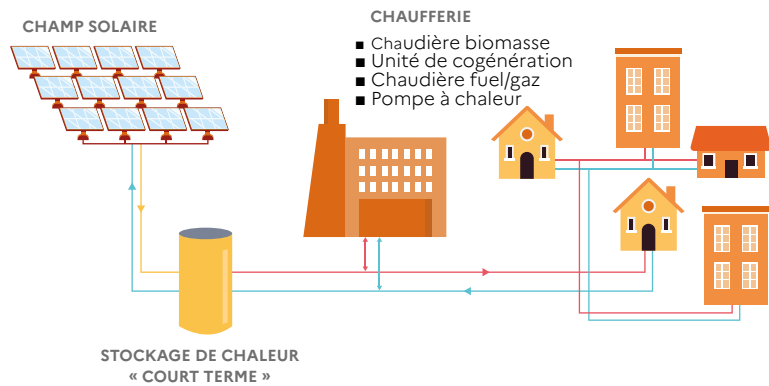 CHAMP SOLAIRE
CHAUFFERIE
▪ Chaudière biomasse
▪ Unité de cogénération
▪ Chaudière fuel/gaz
▪ Pompe à chaleur
STOCKAGE DE CHALEUR
« COURT TERME »